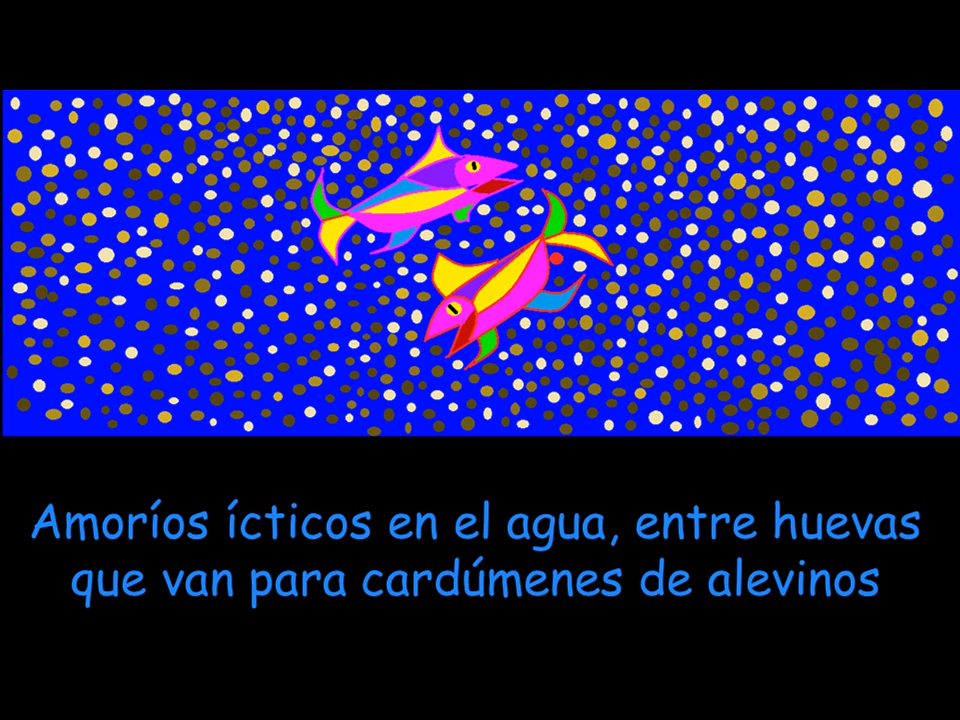 Amoríos ícticos en el agua, entre huevas
que van para cardúmenes de alevinos